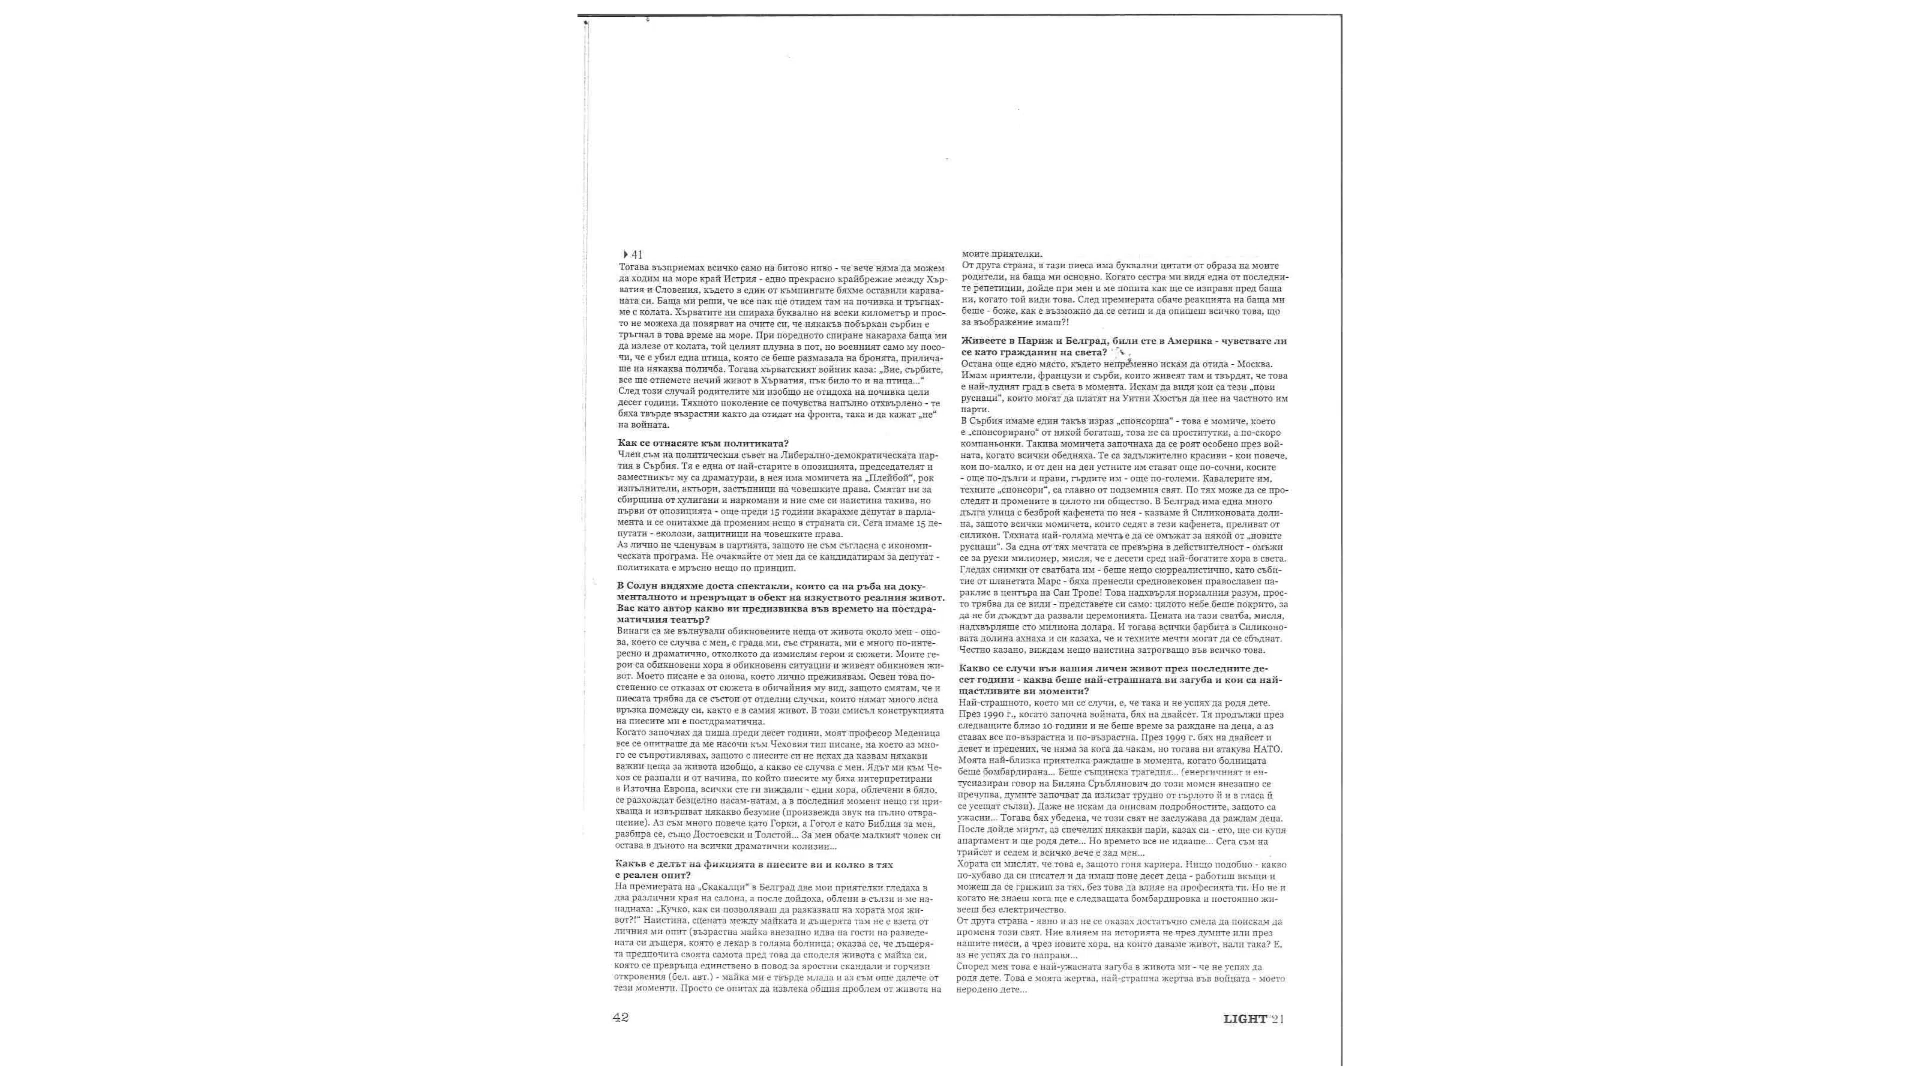 41
Тогава възприемах всичко само на битово ниво - че вече няма да можем
да ходим на море край Истрия - едно прекрасно крайбрежие между Хър-
ватия и Словения, където в един от къмпингите бяхме оставили карава-
ната си. Баща ми реши, че все пак ще отидем там на почивка и тръгнах-
ме с колата. Хърватите ни спираха буквално на всеки километър и прос-
то не можеха да повярват на очите си, че някакъв побъркан сърбин е
тръгнал в това време на море. При поредното спиране накараха баща ми
да излезе от колата, той целият плувна в пот, но военният само му посо-
чи, че е убил една птица, която се беше размазала на бронята, прилича-
ше на някаква поличба. Тогава хърватският войник каза: „Вие, сърбите,
все ще отнемете нечий живот в Хърватия, пък било то и на птица...“
След този случай родителите ми изобщо не отидоха на почивка цели
десет години. Тяхното поколение се почувства напълно отхвърлено - те
бяха твърде възрастни както да отидат на фронта, така и да кажат „не“
на войната.
Как се отнасяте към политиката?
Член съм на политическия съвет на Либерално-демократическата пар-
тия в Сърбия. Тя е една от най-старите в опозицията, председателят и
заместникът му са драматурзи, в нея има момичета на „Плейбой“, рок
изпълнители, актьори, застъпници на човешките права. Смятат ни за
сбирщина от хулигани и наркомани и ние сме си наистина такива, но
първи от опозицията - още преди 15 години вкарахме депутат в парла-
мента и се опитахме да променим нещо в страната си. Сега имаме 15 де-
путати - еколози, защитници на човешките права.
Аз лично не членувам в партията, защото не съм съгласна с икономи-
ческата програма. Не очаквайте от мен да се кандидатирам за депутат -
политиката е мръсно нещо по принцип.
В Солун видяхме доста спектакли, които са на ръба на доку-
менталното и превръщат в обект на изкуството реалния живот.
Вас като автор какво ви предизвиква във времето на постдра-
матичния театър?
Винаги са ме вълнували обикновените неща от живота около мен - оно-
ва, което се случва с мен, с града ми, със страната, ми е много по-инте-
ресно и драматично, отколкото да измислям герои и сюжети. Моите ге-
рои са обикновени хора в обикновени ситуации и живеят обикновен жи-
вот. Моето писане е за онова, което лично преживявам. Освен това по-
степенно се отказах от сюжета в обичайния му вид, защото смятам, че и
пиесата трябва да се състои от отделни случки, които нямат много ясна
връзка помежду си, както е в самия живот. В този смисъл конструкцията
на пиесите ми е постдраматична.
Когато започнах да пиша преди десет години, моят професор Меденица
все се опитваше да ме насочи към Чеховия тип писане, на което аз мно-
го се съпротивлявах, защото с пиесите си не исках да казвам някакви
важни неща за живота изобщо, а какво се случва с мен. Ядът ми към Че-
хов се разпали и от начина, по който пиесите му бяха интерпретирани
в Източна Европа, всички сте ги виждали - едни хора, облечени в бяло,
се разхождат безцелно насам-натам, а в последния момент нещо ги при-
хваща и извършват някакво безумие (произвежда звук на пълно отвра-
щение). Аз съм много повече като Горки, а Гогол е като Библия за мен,
разбира се, също Достоевски и Толстой... За мен обаче малкият човек си
остава в дъното на всички драматични колизии...
Какъв е делът на фикцията в пиесите ви и колко в тях
е реален опит?
На премиерата на „Скакалци“ в Белград две мои приятелки гледаха в
два различни края на салона, а после дойдоха, облени в сълзи и ме на-
паднаха: „Кучко, как си позволяваш да разказваш на хората моя жи-
вот?!“ Наистина, сцената между майката и дъщерята там не е взета от
личния ми опит (възрастна майка внезапно идва на гости на разведе-
ната си дъщеря, която е лекар в голяма болница; оказва се, че дъщеря-
та предпочита своята самота пред това да споделя живота с майка си,
която се превръща единствено в повод за яростни скандали и горчиви
откровения (бел. авт.) - майка ми е твърде млада и аз съм още далече от
тези моменти. Просто се опитах да извлека общия проблем от живота на
моите приятелки.
От друга страна, в тази пиеса има буквални цитати от образа на моите
родители, на баща ми основно. Когато сестра ми видя една от последни-
те репетиции, дойде при мен и ме попита как ще се изправя пред баща
ни, когато той види това. След премиерата обаче реакцията на баща ми
беше - боже, как е възможно да се сетиш и да опишеш всичко това, що
за въображение имаш?!
Живеете в Париж и Белград, били сте в Америка - чувствате ли
се като гражданин на света?
Остана още едно място, където непременно искам да отида - Москва.
Имам приятели, французи и сърби, които живеят там и твърдят, че това
е най-лудият град в света в момента. Искам да видя кои са тези „нови
руснаци“, които могат да платят на Уитни Хюстън да пее на частното им
парти.
В Сърбия имаме един такъв израз „спонсорша“ - това е момиче, което
е „спонсорирано“ от някой богаташ, това не са проститутки, а по-скоро
компаньонки. Такива момичета започнаха да се роят особено през вой-
ната, когато всички обедняха. Те са задължително красиви - кои повече,
кои по-малко, и от ден на ден устните им стават още по-сочни, косите
- още по-дълги и прави, гърдите им - още по-големи. Кавалерите им,
техните „спонсори“, са главно от подземния свят. По тях може да се про-
следят и промените в цялото ни общество. В Белград има една много
дълга улица с безброй кафенета по нея - казваме й Силиконовата доли-
на, защото всички момичета, които седят в тези кафенета, преливат от
силикон. Тяхната най-голяма мечта е да се омъжат за някой от „новите
руснаци“. За една от тях мечтата се превърна в действителност - омъжи
се за руски милионер, мисля, че е десети сред най-богатите хора в света.
Гледах снимки от сватбата им - беше нещо сюрреалистично, като съби-
тие от планетата Марс - бяха пренесли средновековен православен па-
раклис в центъра на Сан Тропе! Това надхвърля нормалния разум, прос-
то трябва да се види - представете си само: цялото небе беше покрито, за
да не би дъждът да развали церемонията. Цената на тази сватба, мисля,
надхвърляше сто милиона долара. И тогава всички барбита в Силиконо-
вата долина ахнаха и си казаха, че и техните мечти могат да се сбъднат.
Честно казано, виждам нещо наистина затрогващо във всичко това.
Какво се случи във вашия личен живот през последните де-
сет години - каква беше най-страшната ви загуба и кои са най-
щастливите ви моменти?
Най-страшното, което ми се случи, е, че така и не успях да родя дете.
През 1990 г., когато започна войната, бях на двайсет. Тя продължи през
следващите близо 10 години и не беше време за раждане на деца, а аз
ставах все по-възрастна и по-възрастна. През 1999 г. бях на двайсет и
девет и прецених, че няма за кога да чакам, но тогава ни атакува НАТО.
Моята най-близка приятелка раждаше в момента, когато болницата
беше бомбардирана... Беше същинска трагедия... (енергичният и ен-
тусиазиран говор на Биляна Сръблянович до този момент внезапно се
пречупва, думите започват да излизат трудно от гърлото й и в гласа й
се усещат сълзи). Даже не искам да описвам подробностите, защото са
ужасни... Тогава бях убедена, че този свят не заслужава да раждам деца.
После дойде мирът, аз спечелих някакви пари, казах си - ето, ще си купя
апартамент и ще родя дете... Но времето все не идваше... Сега съм на
трийсет и седем и всичко вече е зад мен...
Хората си мислят, че това е, защото гоня кариера. Нищо подобно - какво
по-хубаво да си писател и да имаш поне десет деца - работиш вкъщи и
можеш да се грижиш за тях, без това да влияе на професията ти. Но не и
когато не знаеш кога ще е следващата бомбардировка и постоянно жи-
вееш без електричество.
От друга страна - явно и аз не се оказах достатъчно смела да поискам да
променя този свят. Ние влияем на историята не чрез думите или през
нашите пиеси, а чрез новите хора, на които даваме живот, нали така? Е,
аз не успях да го направя...
Според мен това е най-ужасната загуба в живота ми - че не успях да
родя дете. Това е моята жертва, най-страшна жертва във войната - моето
неродено дете...
42
LIGHT 21